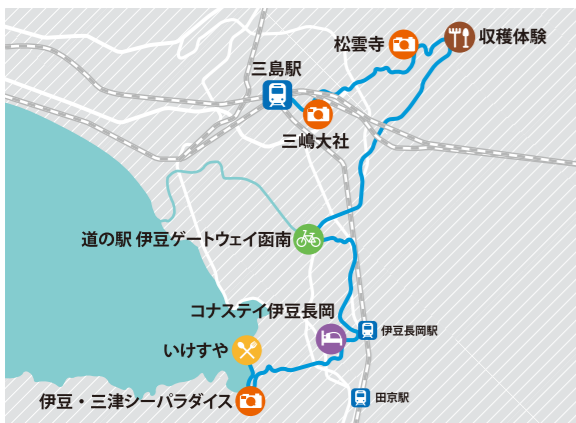 松雲寺
収穫体験
三島駅
三嶋大社
道の駅 伊豆ゲートウェイ函南
コナステイ伊豆長岡
伊豆長岡駅
いけすや
田京駅
伊豆・三津シーパラダイス